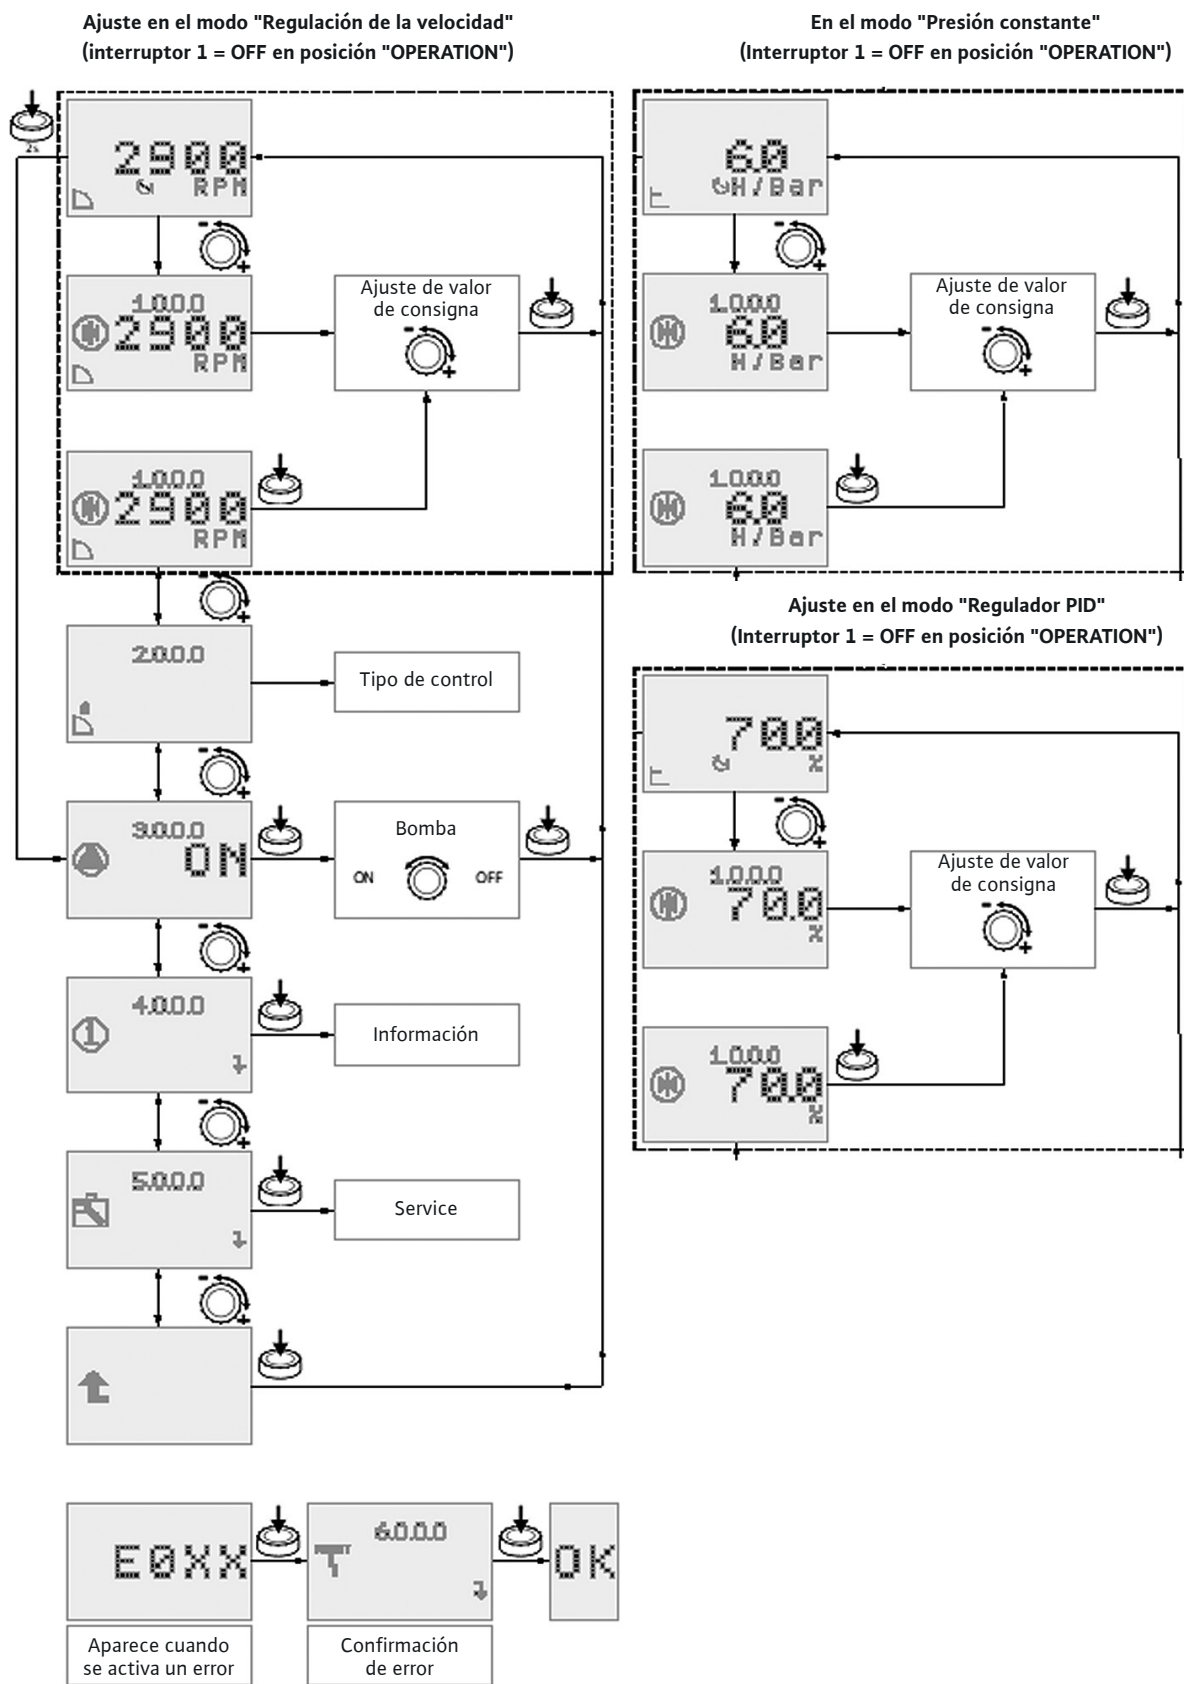 Ajuste en el modo "Regulación de la velocidad"
(interruptor 1 = OFF en posición "OPERATION")
2s
2900
RPM
1.0.0.0
2900
RPM
Ajuste de valor
de consigna
- +
1.0.0.0
2900
RPM
2.0.0.0
Tipo de control
3.0.0.0
ON
Bomba
ON OFF
4.0.0.0
1
Información
5.0.0.0
Service
E0XX
6.0.0.0
OK
Aparece cuando
se activa un error
Confirmación
de error
En el modo "Presión constante"
(Interruptor 1 = OFF en posición "OPERATION")
6.0
H/Bar
1.0.0.0
6.0
H/Bar
Ajuste de valor
de consigna
- +
1.0.0.0
6.0
H/Bar
Ajuste en el modo "Regulador PID"
(Interruptor 1 = OFF en posición "OPERATION")
70.0
%
1.0.0.0
70.0
%
Ajuste de valor
de consigna
- +
1.0.0.0
70.0
%